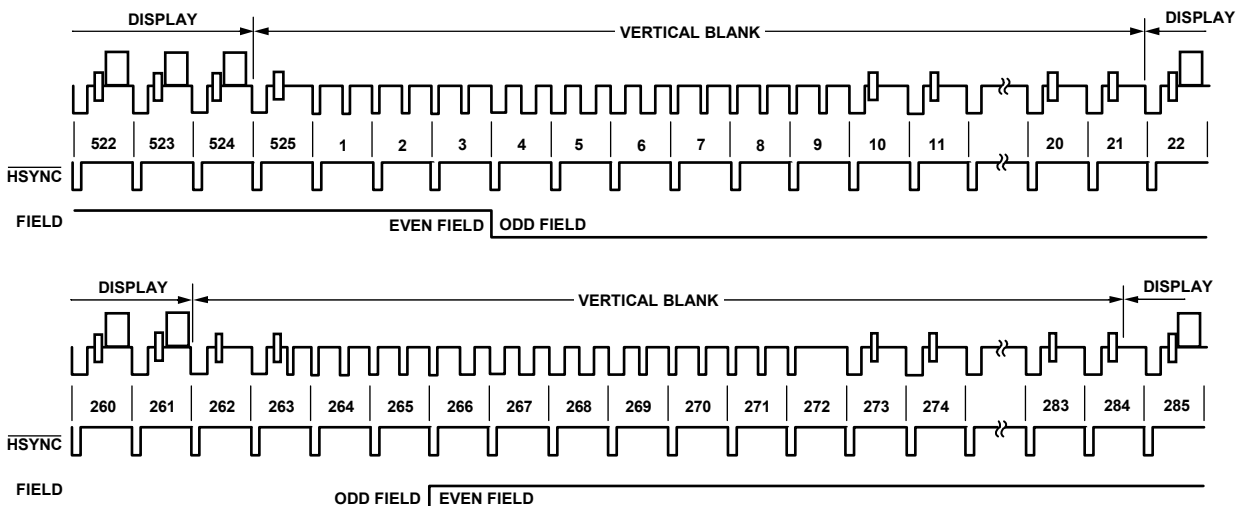 DISPLAY VERTICAL BLANK DISPLAY
522 523 524 525 1 2 3 4 5 6 7 8 9 10 11 20 21 22
HSYNC
FIELD EVEN FIELD ODD FIELD
DISPLAY VERTICAL BLANK DISPLAY
260 261 262 263 264 265 266 267 268 269 270 271 272 273 274 283 284 285
HSYNC
FIELD ODD FIELD EVEN FIELD